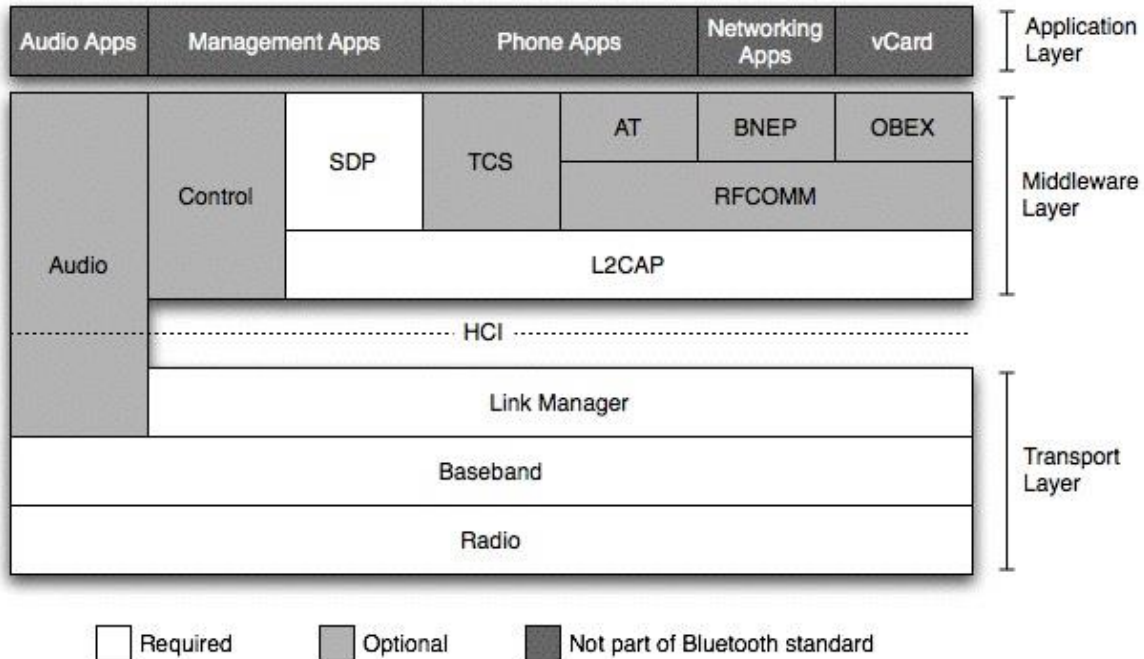 Audio Apps
Management Apps
Phone Apps
Networking
Apps
vCard
Application
Layer
Audio
Control
SDP
TCS
AT
BNEP
OBEX
RFCOMM
L2CAP
Middleware
Layer
HCI
Link Manager
Baseband
Radio
Transport
Layer
Required
Optional
Not part of Bluetooth standard